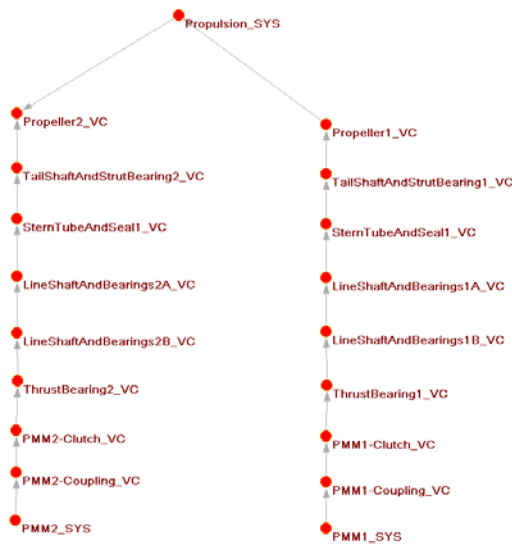 Propulsion_SYS
Propeller2_VC
TailShaftAndStrutBearing2_VC
SternTubeAndSeal1_VC
LineShaftAndBearings2A_VC
LineShaftAndBearings2B_VC
ThrustBearing2_VC
PMM2-Clutch_VC
PMM2-Coupling_VC
PMM2_SYS
Propeller1_VC
TailShaftAndStrutBearing1_VC
SternTubeAndSeal1_VC
LineShaftAndBearings1A_VC
LineShaftAndBearings1B_VC
ThrustBearing1_VC
PMM1-Clutch_VC
PMM1-Coupling_VC
PMM1_SYS